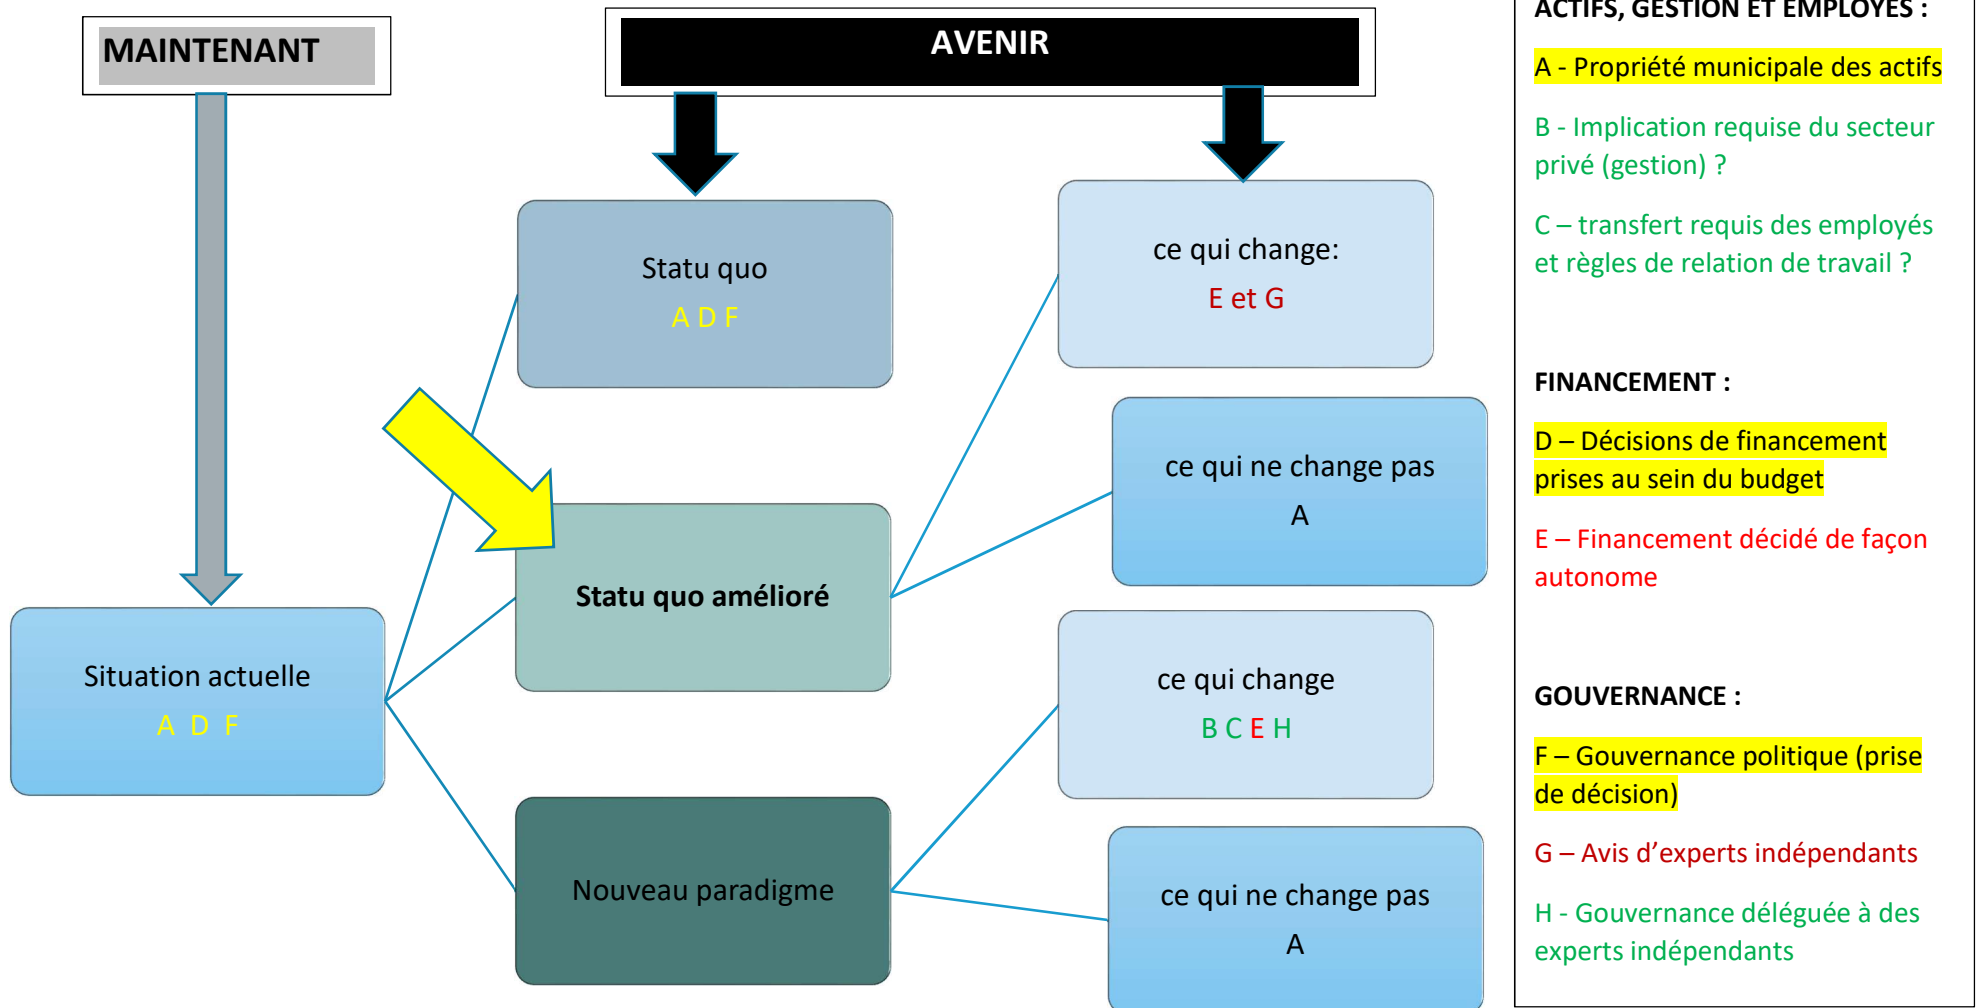 MAINTENANT
AVENIR
Statu quo
A D F
ce qui change:
E et G
ce qui ne change pas
A
Statu quo amélioré
Situation actuelle
A D F
ce qui change
B C E H
Nouveau paradigme
ce qui ne change pas
A
ACTIFS, GESTION ET EMPLOYÉS :
A - Propriété municipale des actifs
B - Implication requise du secteur
privé (gestion) ?
C – transfert requis des employés
et règles de relation de travail ?
FINANCEMENT :
D – Décisions de financement
prises au sein du budget
E – Financement décidé de façon
autonome
GOUVERNANCE :
F – Gouvernance politique (prise
de décision)
G – Avis d’experts indépendants
H - Gouvernance déléguée à des
experts indépendants